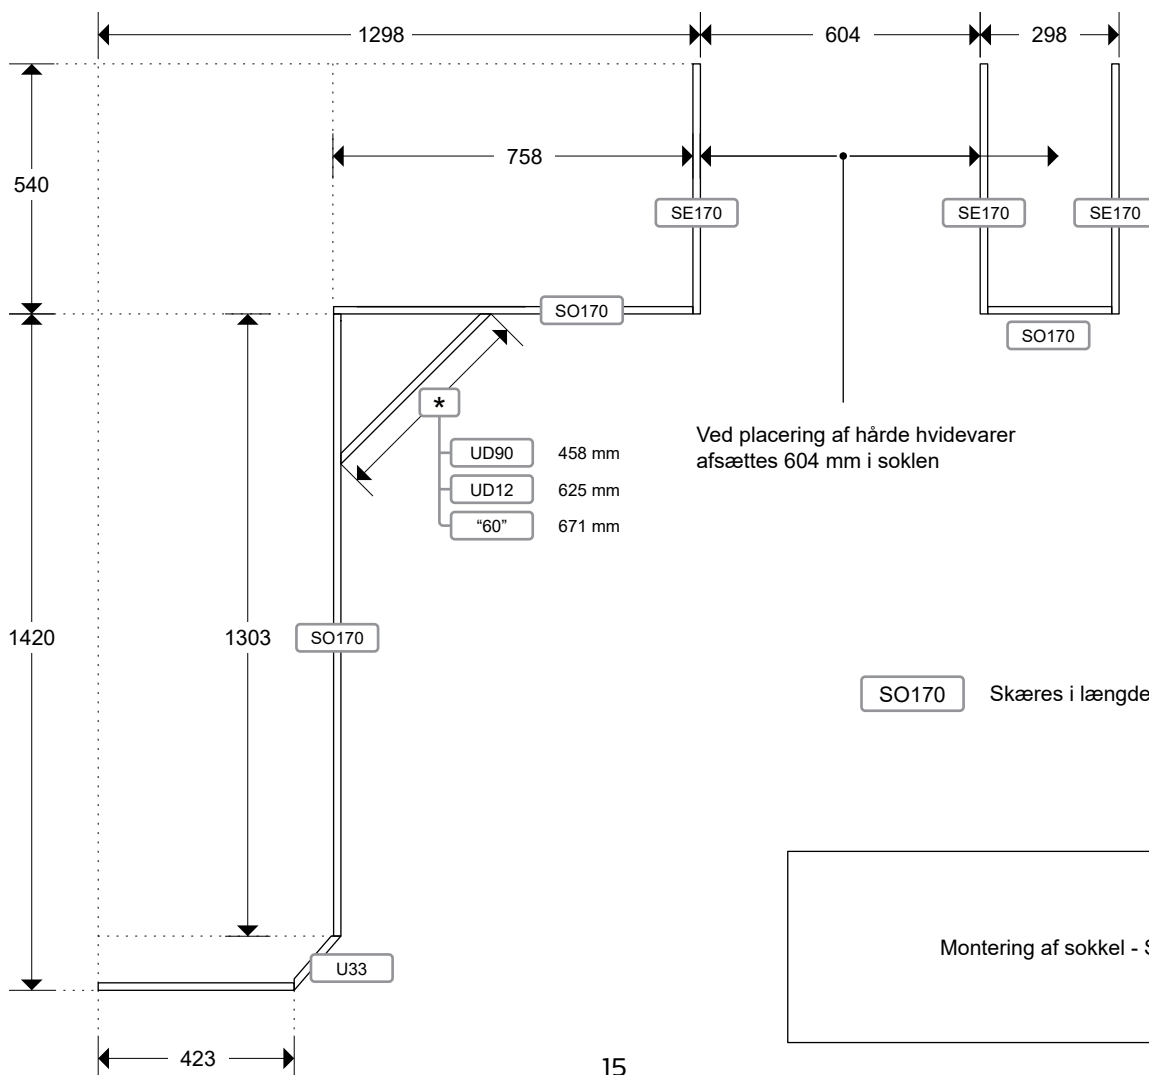 1298
604
298
758
540
SE170
SE170
SE170
SO170
SO170
*
UD90 458 mm
UD12 625 mm
“60” 671 mm
Ved placering af hårde hvidevarer
afsættes 604 mm i soklen
1420
1303
SO170
SO170 Skæres i længde
U33
Montering af sokkel -
423
15